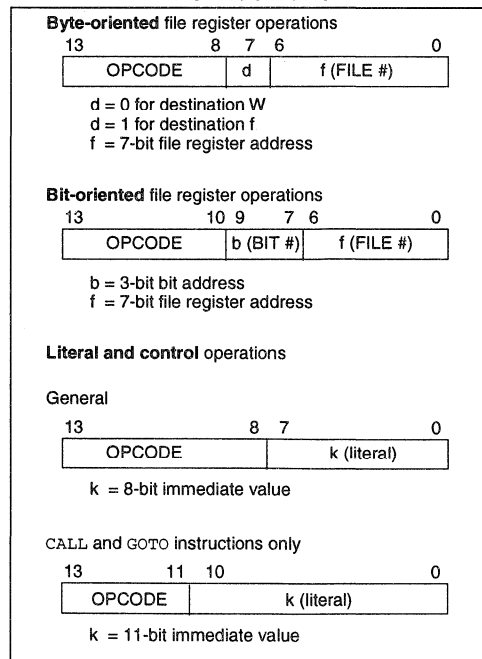 Byte-oriented file register operations
13 8 7 6 0
OPCODE d f (FILE #)
d = 0 for destination W
d = 1 for destination f
f = 7-bit file register address
Bit-oriented file register operations
13 10 9 7 6 0
OPCODE b (BIT #) f (FILE #)
b = 3-bit bit address
f = 7-bit file register address
Literal and control operations
General
13 8 7 0
OPCODE k (literal)
k = 8-bit immediate value
CALL and GOTO instructions only
13 11 10 0
OPCODE k (literal)
k = 11-bit immediate value